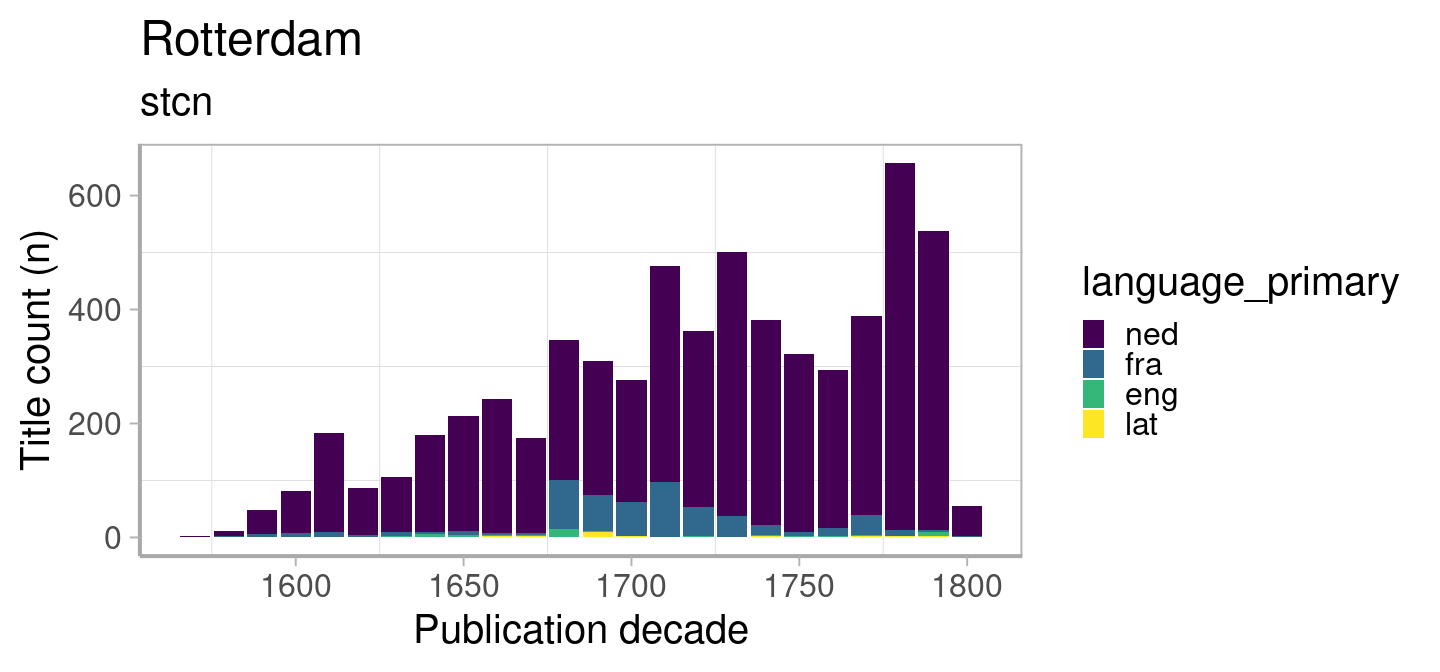 Rotterdam
stcn
Title count (n)
600
400
200
0
1600 1650 1700 1750 1800
Publication decade
language_primary
ned
fra
eng
lat